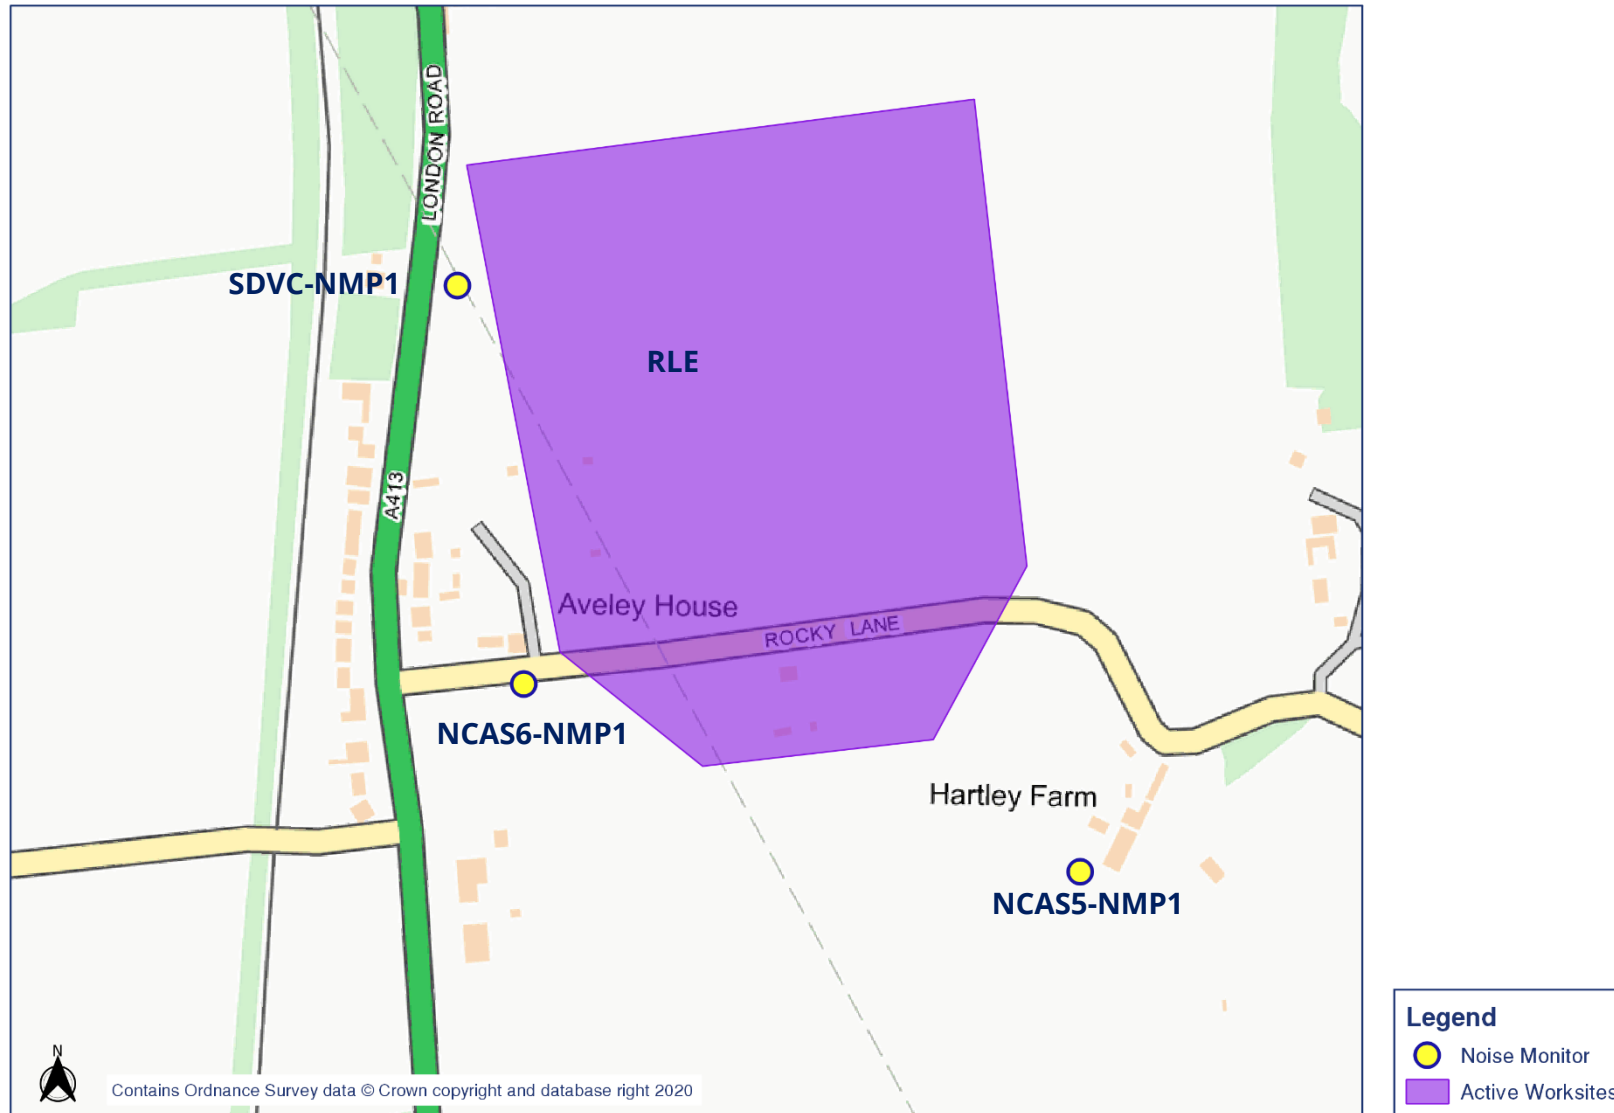 LONDON ROAD
SDVC-NMP1
RLE
A413
Aveley House
ROCKY LANE
NCAS6-NMP1
Hartley Farm
NCAS5-NMP1
N
Contains Ordnance Survey data © Crown copyright and database right 2020
Legend
Noise Monitor
Active Worksites